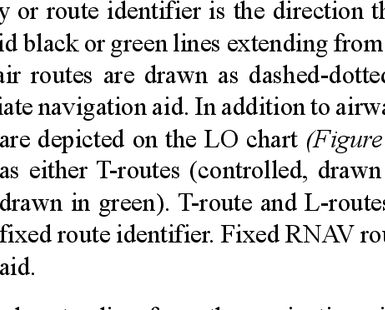 y or route identifier is the direction th
id black or green lines extending from
air routes are drawn as dashed-dotted
iate navigation aid. In addition to airwa
are depicted on the LO chart (Figure
as either T-routes (controlled, drawn
drawn in green). T-route and L-routes
fixed route identifier. Fixed RNAV rou
aid.